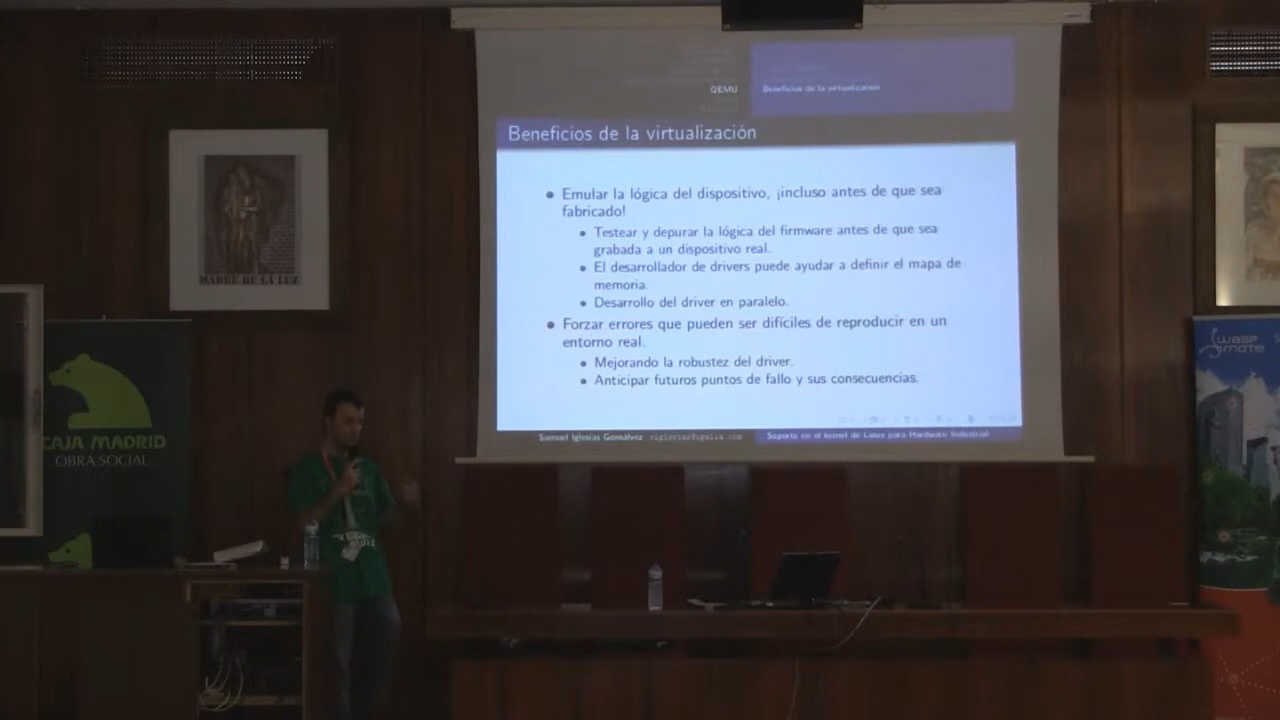 QEMU
Beneficios de la virtualización
Beneficios de la virtualización
Emular la lógica del dispositivo, ¡incluso antes de que sea
fabricado!
Testear y depurar la lógica del firmware antes de que sea
grabada a un dispositivo real.
El desarrollador de drivers puede ayudar a definir el mapa de
memoria.
Desarrollo del driver en paralelo.
Forzar errores que pueden ser difíciles de reproducir en un
entorno real.
Mejorando la robustez del driver.
Anticipar futuros puntos de fallo y sus consecuencias.
Samuel Iglesias Gonsálvez siglesias@igalia.com
Soporte en el kernel de Linux para Hardware Industrial
MADRE DE LA LUZ
CAJA MADRID
OBRA SOCIAL
wasp
mote